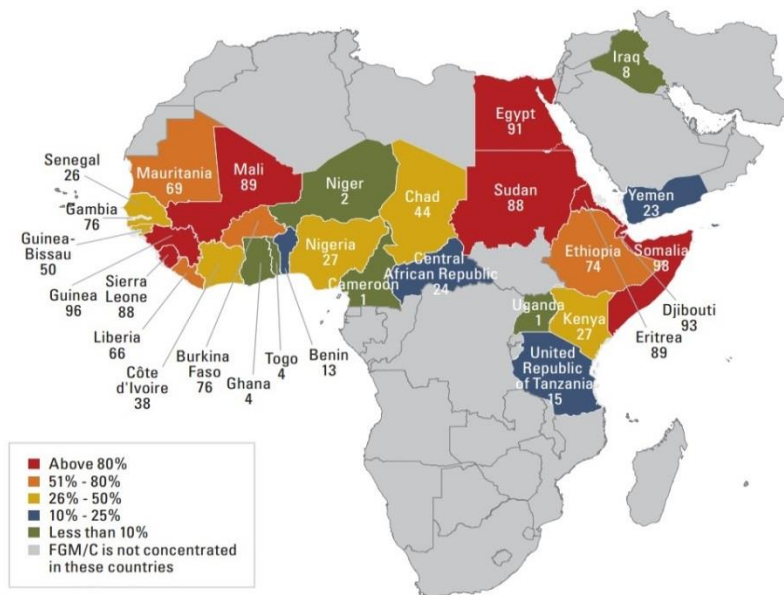 Iraq
8
Egypt
91
Senegal
26
Mauritania
69
Mali
89
Niger
2
Chad
44
Sudan
88
Yemen
23
Gambia
76
Guinea-
Bissau
50
Nigeria
27
Ethiopia
74
Somalia
98
Central
African Republic
24
Cameroon
1
Guinea
96
Sierra
Leone
88
Liberia
66
Côte
d'Ivoire
38
Burkina
Faso
76
Ghana
4
Togo
4
Benin
13
Uganda
1
Kenya
27
Djibouti
93
Eritrea
89
United
Republic
of Tanzania
15
Above 80%
51% - 80%
26% - 50%
10% - 25%
Less than 10%
FGM/C is not concentrated
in these countries